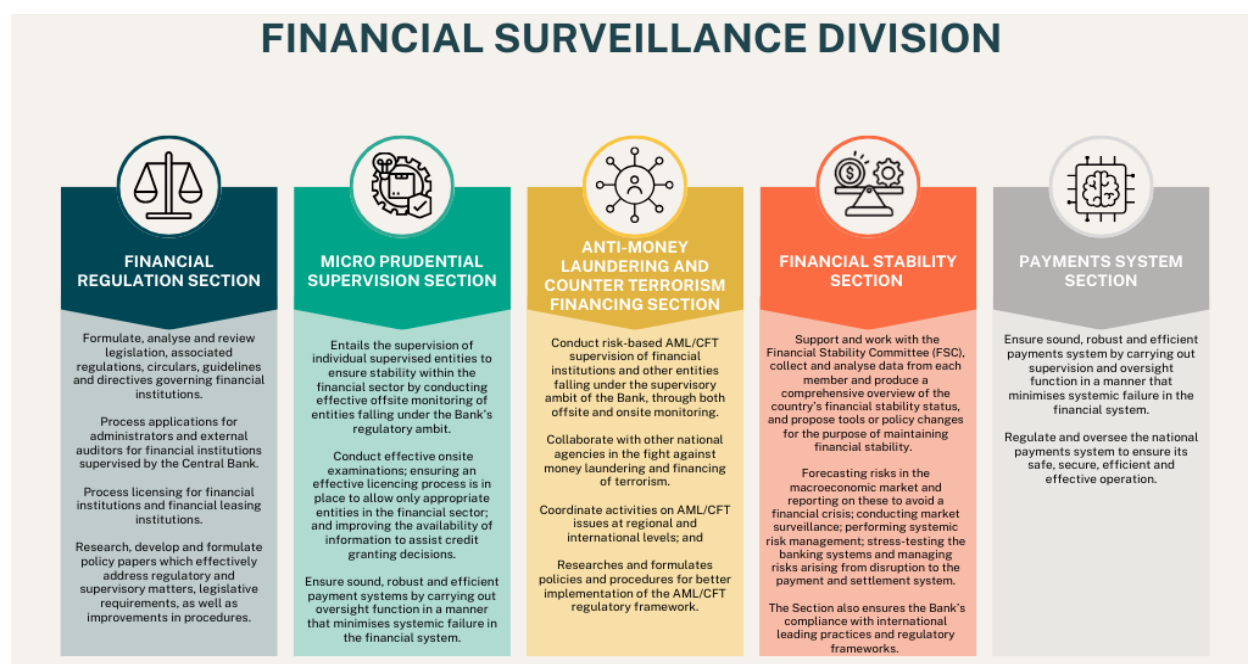 FINANCIAL SURVEILLANCE DIVISION
FINANCIAL
REGULATION SECTION
Formulate, analyse and review
legislation, associated
regulations, circulars, guidelines
and directives governing financial
institutions.
Process applications for
administrators and external
auditors for financial institutions
supervised by the Central Bank.
Process licensing for financial
institutions and financial leasing
institutions.
Research, develop and formulate
policy papers which effectively
address regulatory and
supervisory matters, legislative
requirements, as well as
improvements in procedures.
MICRO PRUDENTIAL
SUPERVISION SECTION
Entails the supervision of
individual supervised entities to
ensure stability within the
financial sector by conducting
effective offsite monitoring of
entities falling under the Bank's
regulatory ambit.
Conduct effective onsite
examinations; ensuring an
effective licencing process is in
place to allow only appropriate
entities in the financial sector;
and improving the availability of
information to assist credit
granting decisions.
Ensure sound, robust and efficient
payment systems by carrying out
oversight function in a manner
that minimises systemic failure in
the financial system.
ANTI-MONEY
LAUNDERING AND
COUNTER TERRORISM
FINANCING SECTION
Conduct risk-based AML/CFT
supervision of financial
institutions and other entities
falling under the supervisory
ambit of the Bank, through both
offsite and onsite monitoring.
Collaborate with other national
agencies in the fight against
money laundering and financing
of terrorism.
Coordinate activities on AML/CFT
issues at regional and
international levels; and
Researches and formulates
policies and procedures for better
implementation of the AML/CFT
regulatory framework.
$
FINANCIAL STABILITY
SECTION
Support and work with the
Financial Stability Committee (FSC),
collect and analyse data from each
member and produce a
comprehensive overview of the
country's financial stability status,
and propose tools or policy changes
for the purpose of maintaining
financial stability.
Forecasting risks in the
macroeconomic market and
reporting on these to avoid a
financial crisis; conducting market
surveillance; performing systemic
risk management; stress-testing the
banking systems and managing
risks arising from disruption to the
payment and settlement system.
The Section also ensures the Bank's
compliance with international
leading practices and regulatory
frameworks.
PAYMENTS SYSTEM
SECTION
Ensure sound, robust and efficient
payments system by carrying out
supervision and oversight
function in a manner that
minimises systemic failure in the
financial system.
Regulate and oversee the national
payments system to ensure its
safe, secure, efficient and
effective operation.